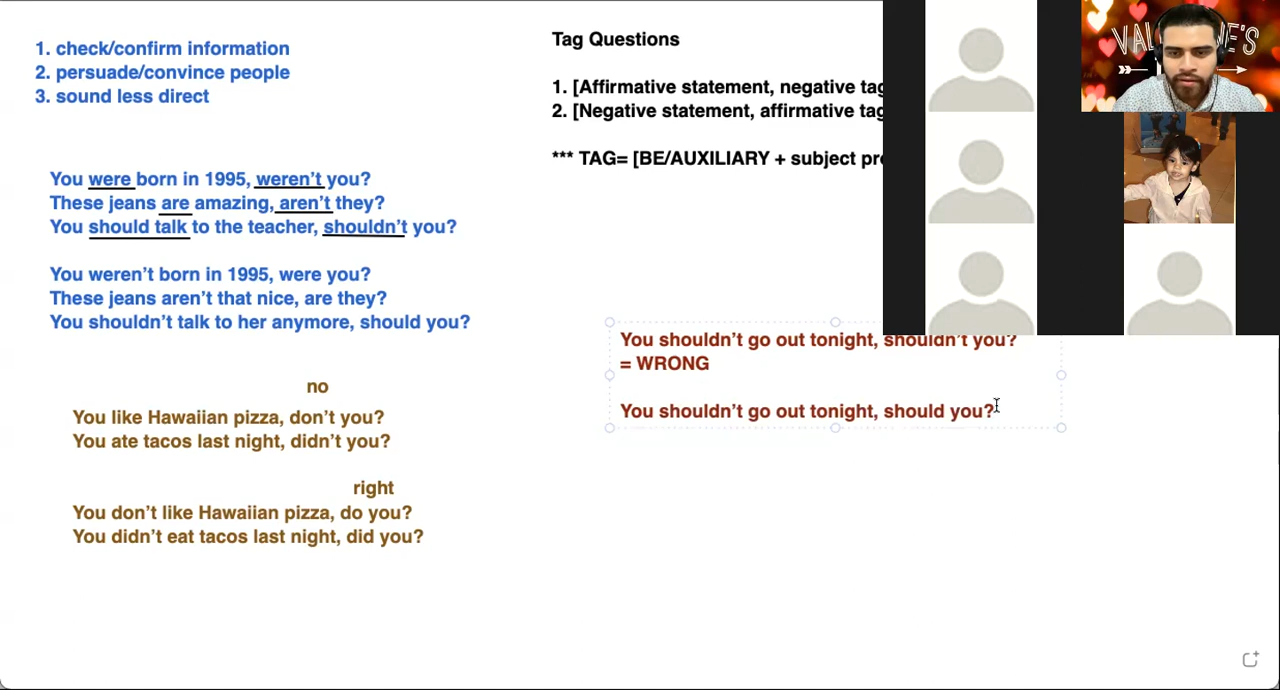 1. check/confirm information
2. persuade/convince people
3. sound less direct
You were born in 1995, weren't you?
These jeans are amazing, aren't they?
You should talk to the teacher, shouldn't you?
You weren't born in 1995, were you?
These jeans aren't that nice, are they?
You shouldn't talk to her anymore, should you?
no
You like Hawaiian pizza, don't you?
You ate tacos last night, didn't you?
right
You don't like Hawaiian pizza, do you?
You didn't eat tacos last night, did you?
Tag Questions
1. [Affirmative statement, negative tag
2. [Negative statement, affirmative tag
*** TAG= [BE/AUXILIARY + subject
You shouldn't go out tonight, shouldn't you?
= WRONG
You shouldn't go out tonight, should you?